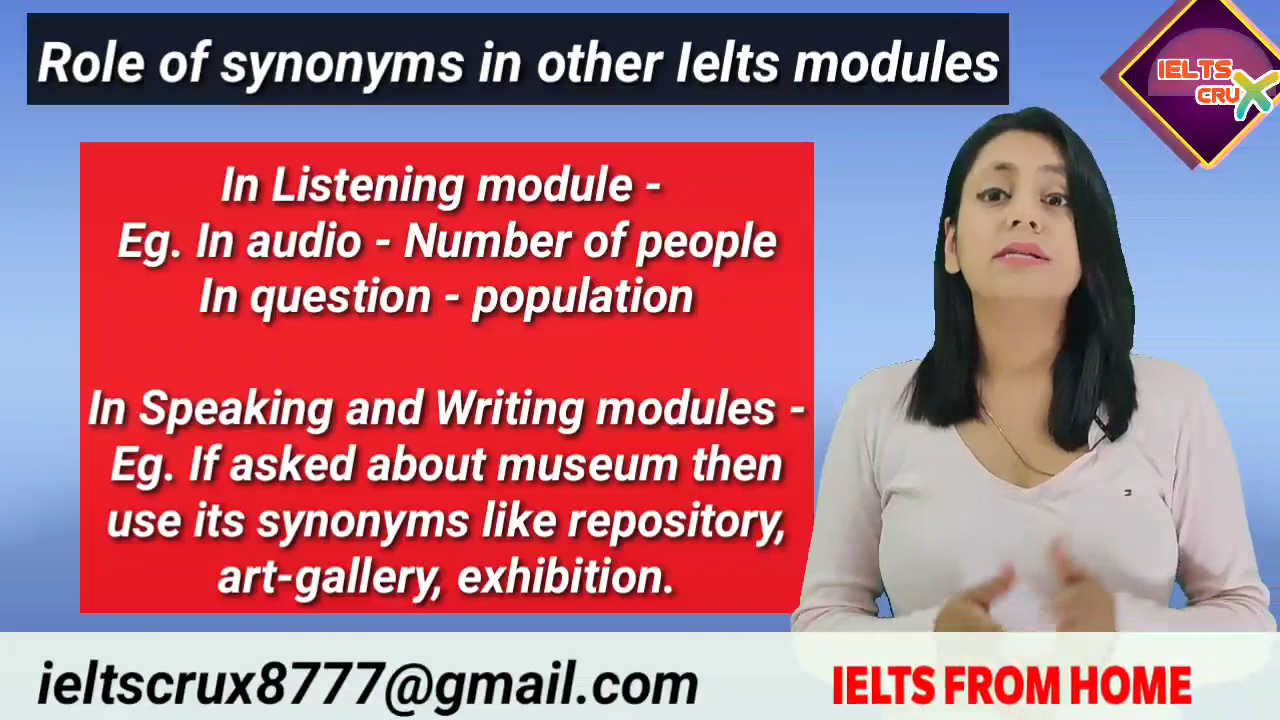 Role of synonyms in other Ielts modules
IELTS
CRUX
In Listening module -
Eg. In audio - Number of people
In question - population
In Speaking and Writing modules -
Eg. If asked about museum then
use its synonyms like repository,
art-gallery, exhibition.
ieltscrux8777@gmail.com
IELTS FROM HOME